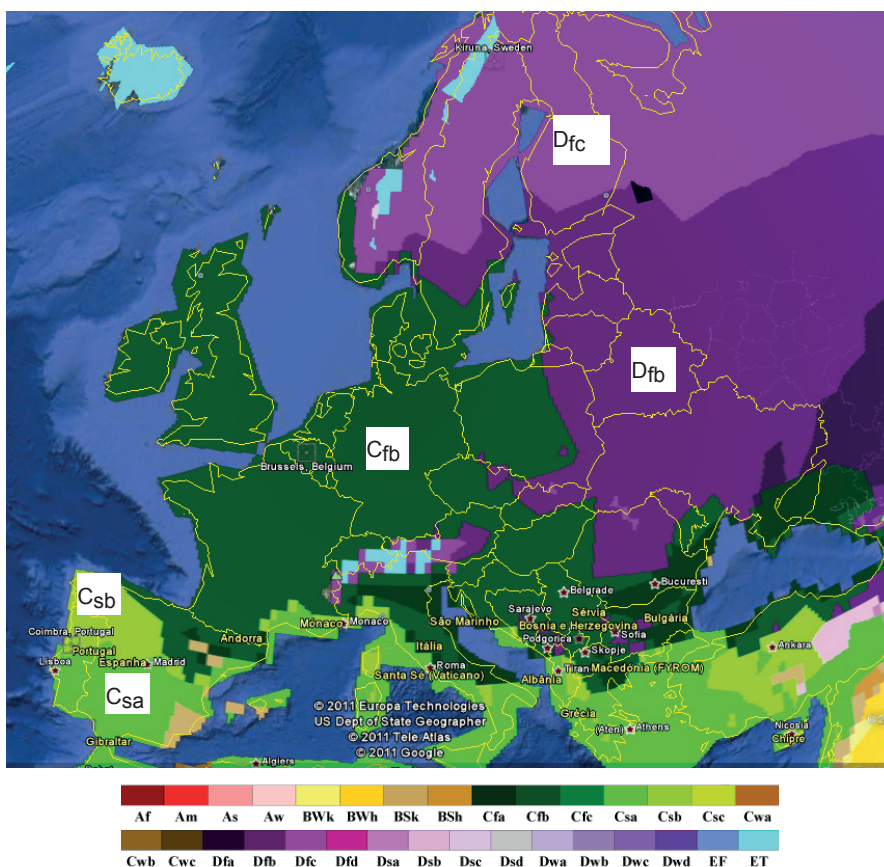 Kiruna, Sweden
Dfc
Dfb
Cfb
Brussels, Belgium
Csb
Belgrade
Bucuresti
Sarajevo
Sérvia
Coimbra, Portugal
Andorra
Mónaco
Monaco
São Marinho
Bosnia e Herzegovina
Bulgária
Portugal
Podgorica
Sofia
Itália
Lisboa
Espanha
Madrid
Roma
Skopje
Ankara
Santa Sé (Vaticano)
Tiran
Macedónia (FYROM)
Albânia
Csa
© 2011 Europa Technologies
US Dept of State Geographer
© 2011 Tele Atlas
© 2011 Google
Grécia
(Aten)
Athens
Nicosia
Chipre
Gibraltar
Algiers
Af Am As Aw BWk BWh BSk BSh Cfa Cfb Cfc Csa Csb Csc Cwa
Cwb Cwc Dfa Dfb Dfc Dfd Dsa Dsb Dsc Dsd Dwa Dwb Dwc Dwd EF ET